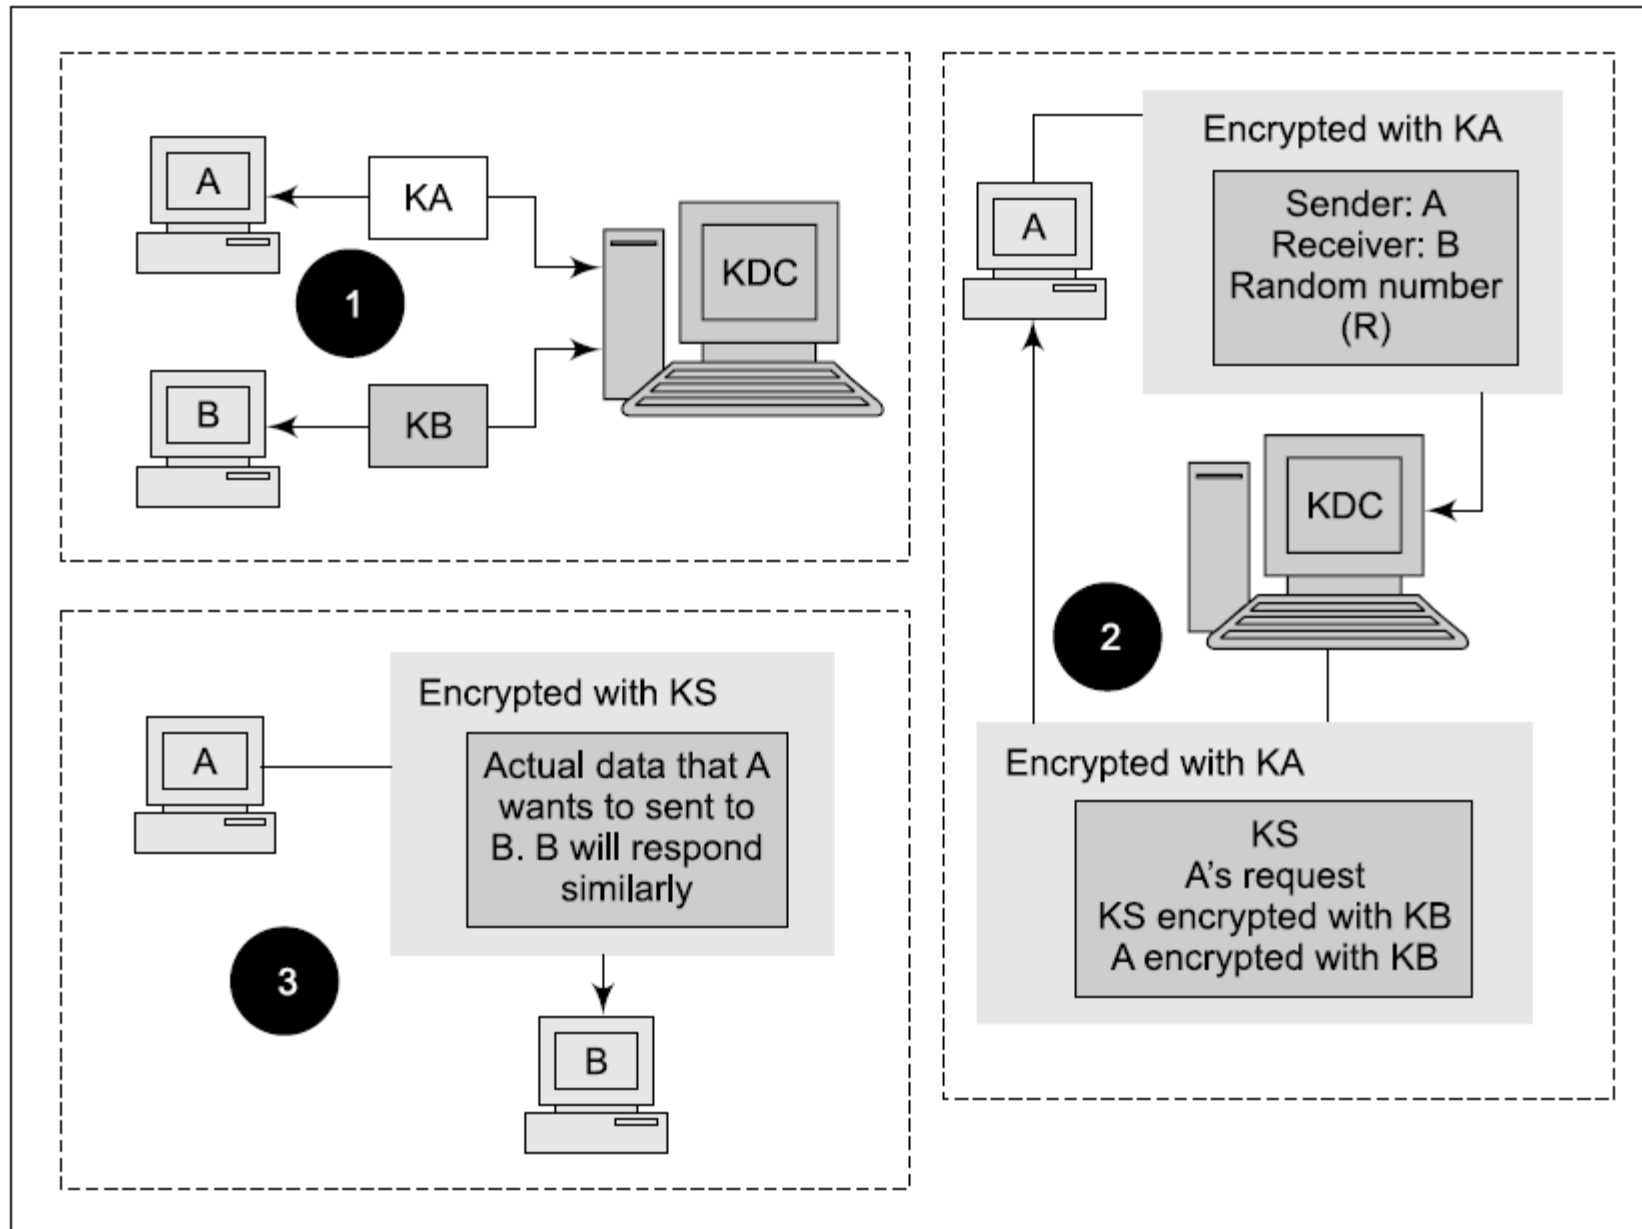 A
KA
KDC
1
B
KB
Encrypted with KA
Sender: A
Receiver: B
Random number
(R)
A
KDC
2
Encrypted with KA
KS
A's request
KS encrypted with KB
A encrypted with KB
Encrypted with KS
Actual data that A
wants to sent to
B. B will respond
similarly
A
3
B